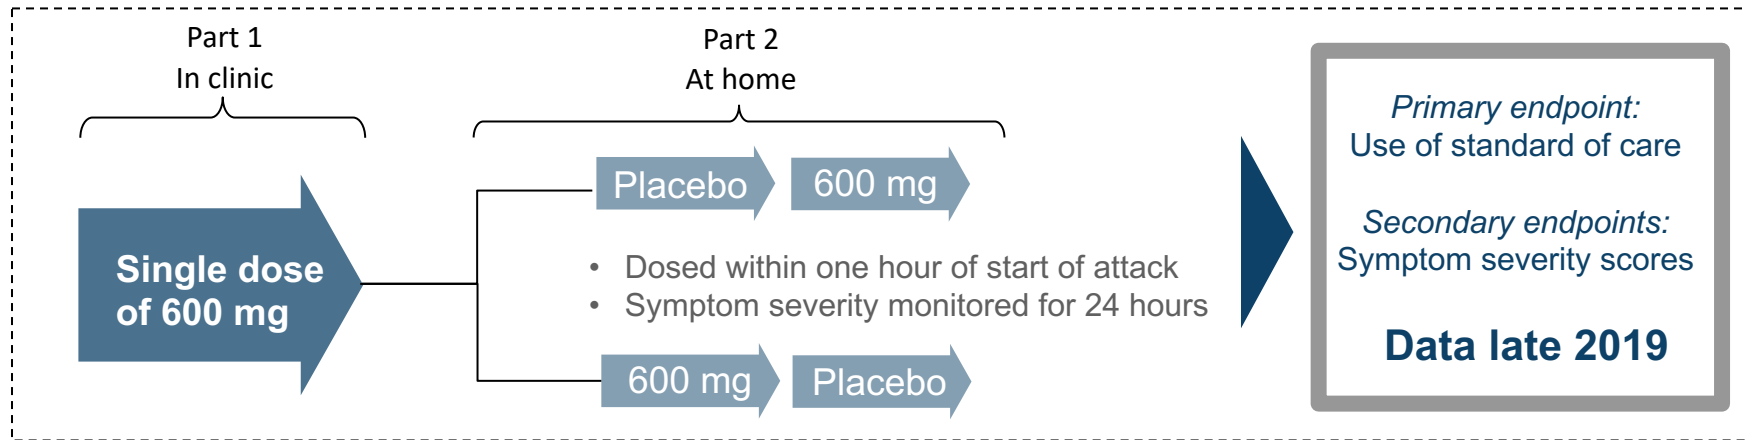 Part 1
In clinic
Part 2
At home
Single dose
of 600 mg
Placebo
600 mg
• Dosed within one hour of start of attack
• Symptom severity monitored for 24 hours
600 mg
Placebo
Primary endpoint:
Use of standard of care
Secondary endpoints:
Symptom severity scores
Data late 2019